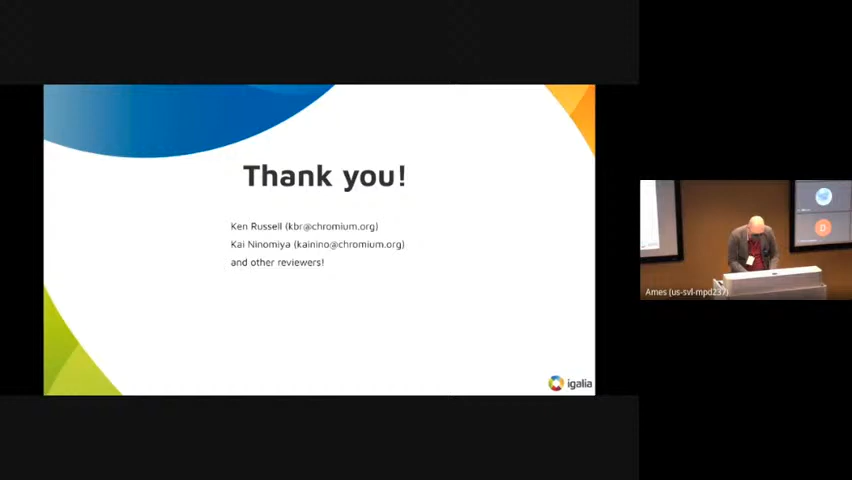 Thank you!
Ken Russell (kbr@chromium.org)
Kai Ninomiya (kainino@chromium.org)
and other reviewers!
igalia
Ames (us-svl-mpd237)
D